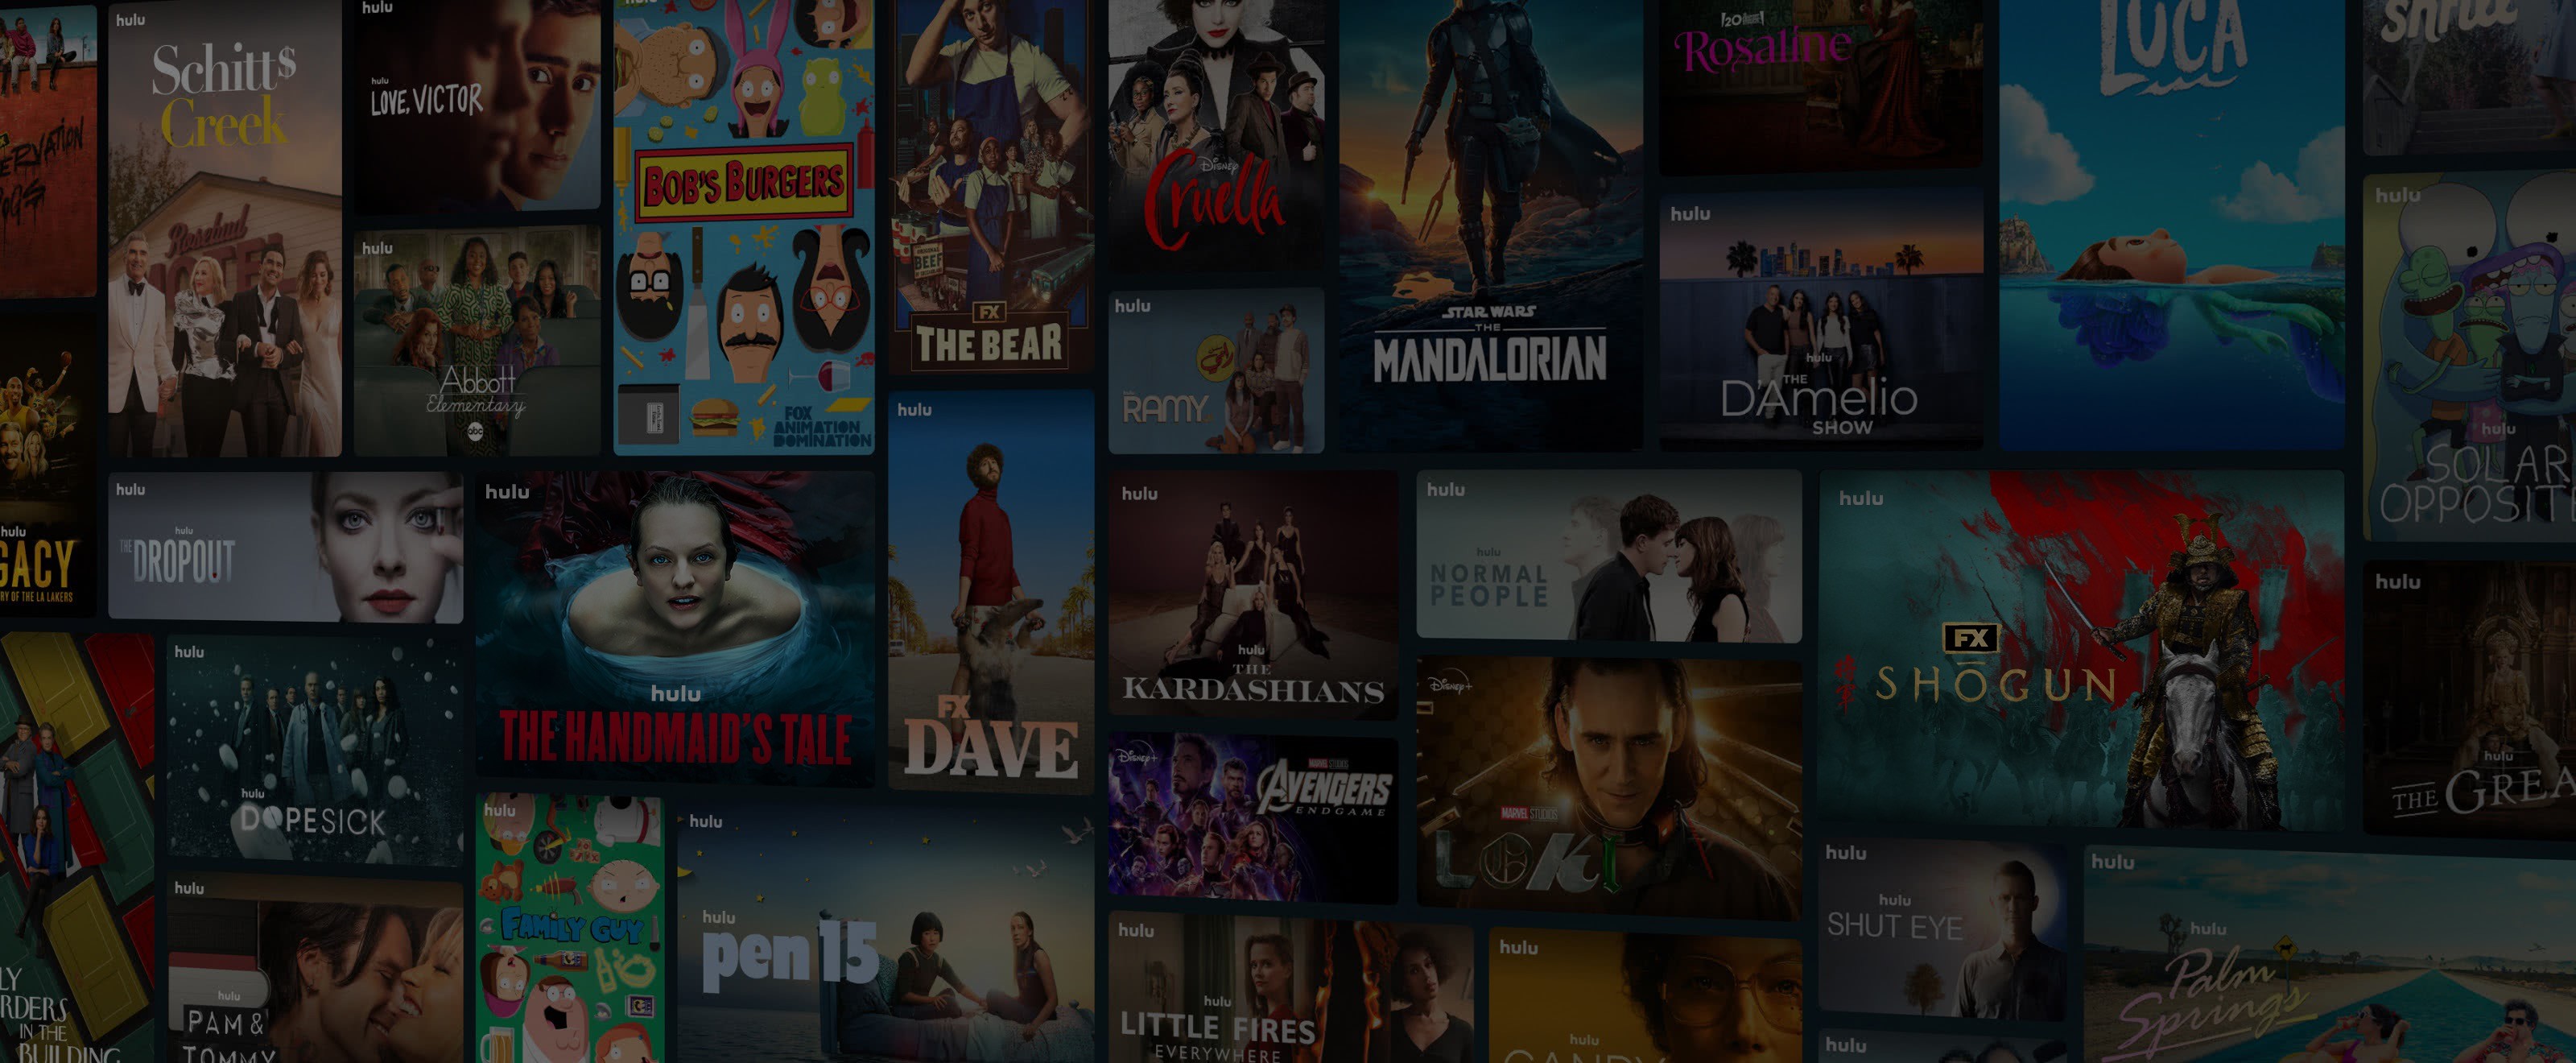 ERVATION
hulu
Schitt$
Creek
Rosebud
hulu
hulu
LOVE, VICTOR
hulu
Abbott
Elementary
abc
BOB'S BURGERS
FOX
ANIMATION
DOMINATION
ORIGINAL
BEEF
FX
THE BEAR
Disney
Cruella
hulu
RAMY
STAR WARS
THE
MANDALORIAN
20th
Rosaline
hulu
hulu
THE
D'Amelio
SHOW
LUCA
hulu
hulu
SOLAR
OPPOSIT
hulu
GACY
RY OF THE LA LAKERS
hulu
hulu
THE DROPOUT
hulu
hulu
THE HANDMAID'S TALE
hulu
FX
DAVE
hulu
hulu
THE
KARDASHIANS
hulu
hulu
NORMAL
PEOPLE
hulu
FX
SHŌGUN
hulu
hulu
THE GREA
hulu
hulu
DOPESICK
Disney+
MARVEL STUDIOS
AVENGERS
ENDGAME
Disney+
MARVEL STUDIOS
LOKI
LY
RDERS
IN THE
BUILDING
hulu
hulu
PAM &
TOMMY
hulu
FAMILY GUY
hulu
hulu
pen15
hulu
hulu
LITTLE FIRES
EVERYWHERE
hulu
hulu
CANDY
hulu
hulu
SHUT EYE
hulu
hulu
Palm
Springs
hulu